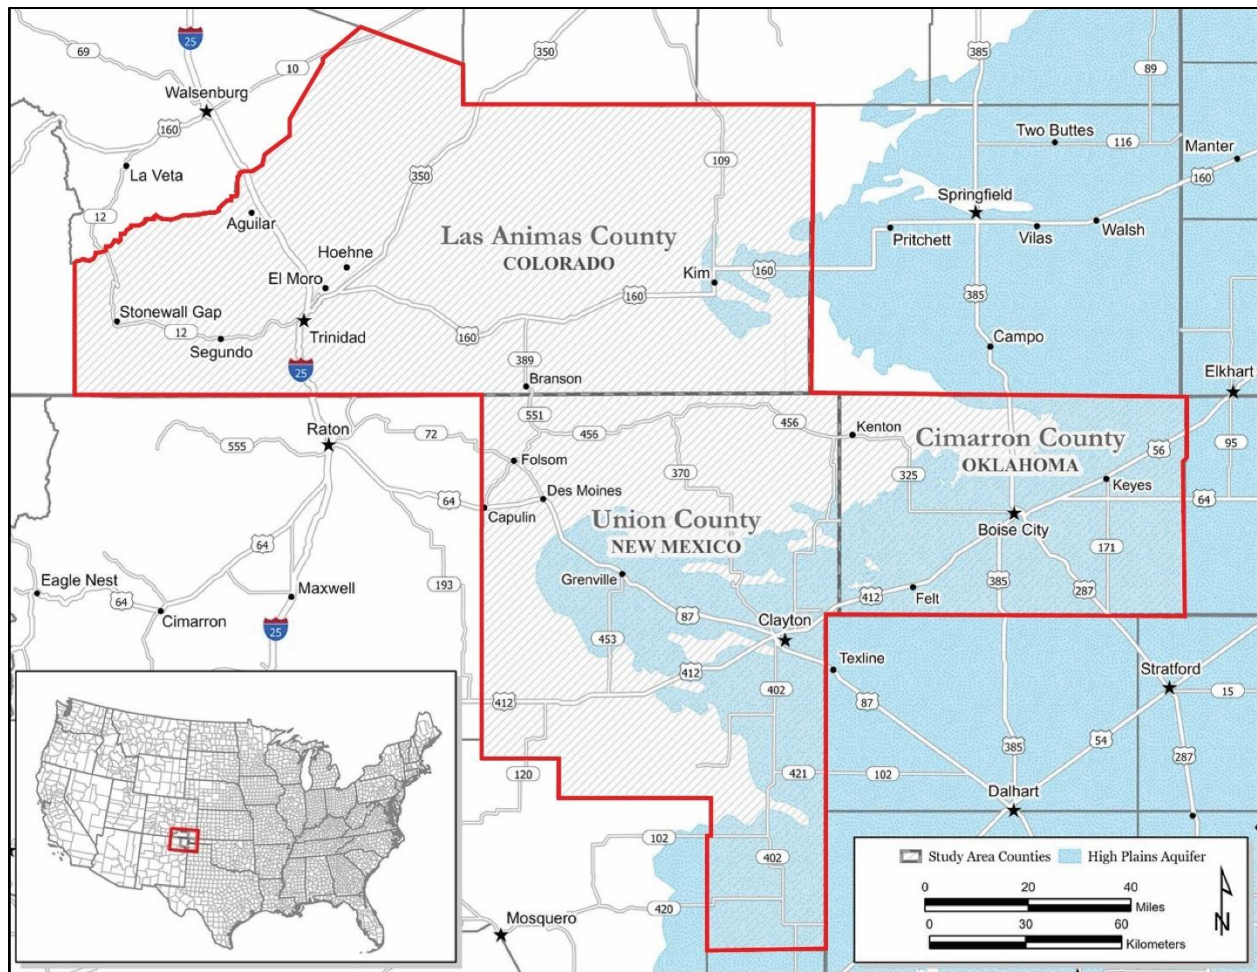 25
69
10
350
385
89
Walsenburg
160
La Veta
12
Aguilar
350
109
Two Buttes
116
Manter
160
Springfield
Pritchett
Vilas
Walsh
Las Animas County
COLORADO
Hoehne
El Moro
Kim
160
385
Stonewall Gap
12
Segundo
Trinidad
160
160
25
389
Branson
Campo
Elkhart
Raton
555
72
551
456
456
370
Kenton
325
Cimarron County
OKLAHOMA
56
95
Keyes
64
Folsom
Des Moines
64
Capulin
Union County
NEW MEXICO
Boise City
171
64
Eagle Nest
64
Cimarron
Maxwell
193
25
Grenville
453
87
Clayton
412
Felt
385
287
412
412
402
Texline
87
Stratford
15
385
54
287
120
421
102
Dalhart
102
402
420
Mosquero
Study Area Counties
High Plains Aquifer
0 20 40
Miles
0 30 60
Kilometers
N